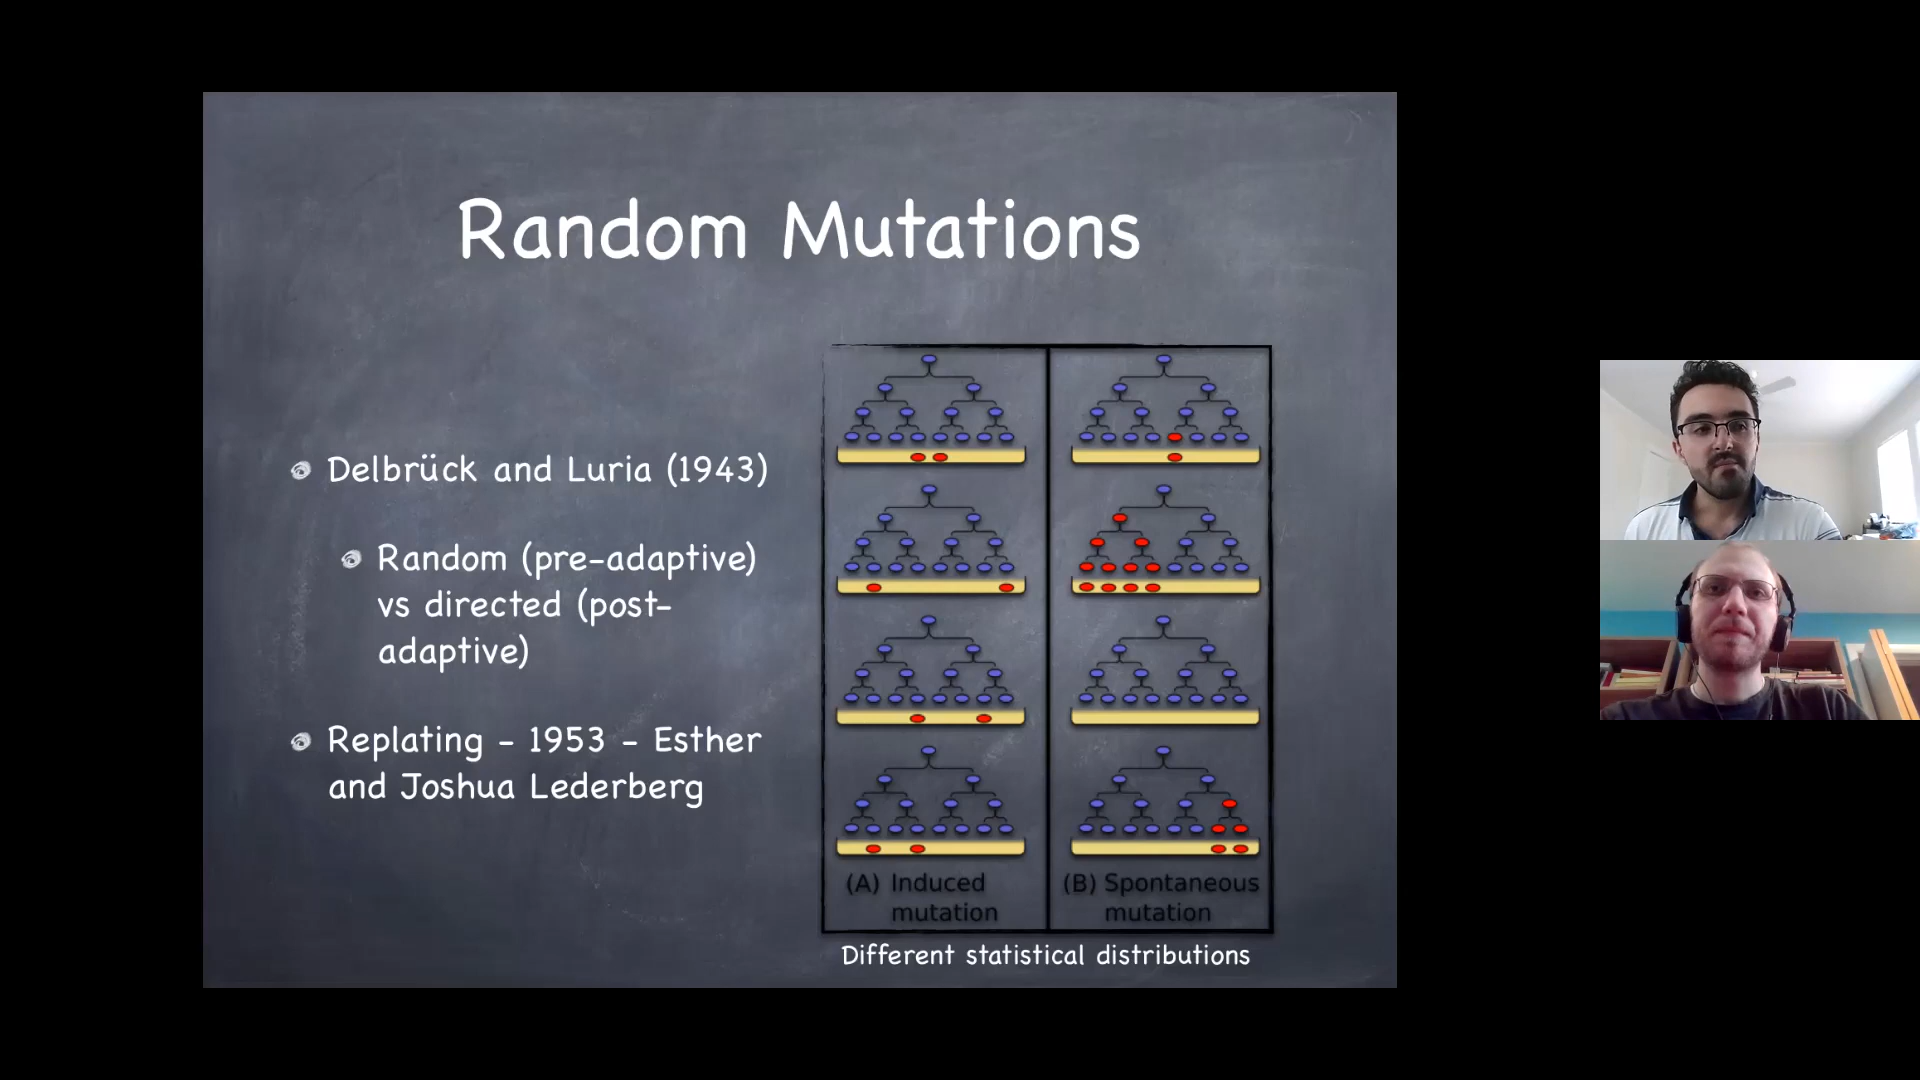 Random Mutations
Delbrück and Luria (1943)
Random (pre-adaptive)
vs directed (post-
adaptive)
Replating - 1953 - Esther
and Joshua Lederberg
(A) Induced
mutation
(B) Spontaneous
mutation
Different statistical distributions